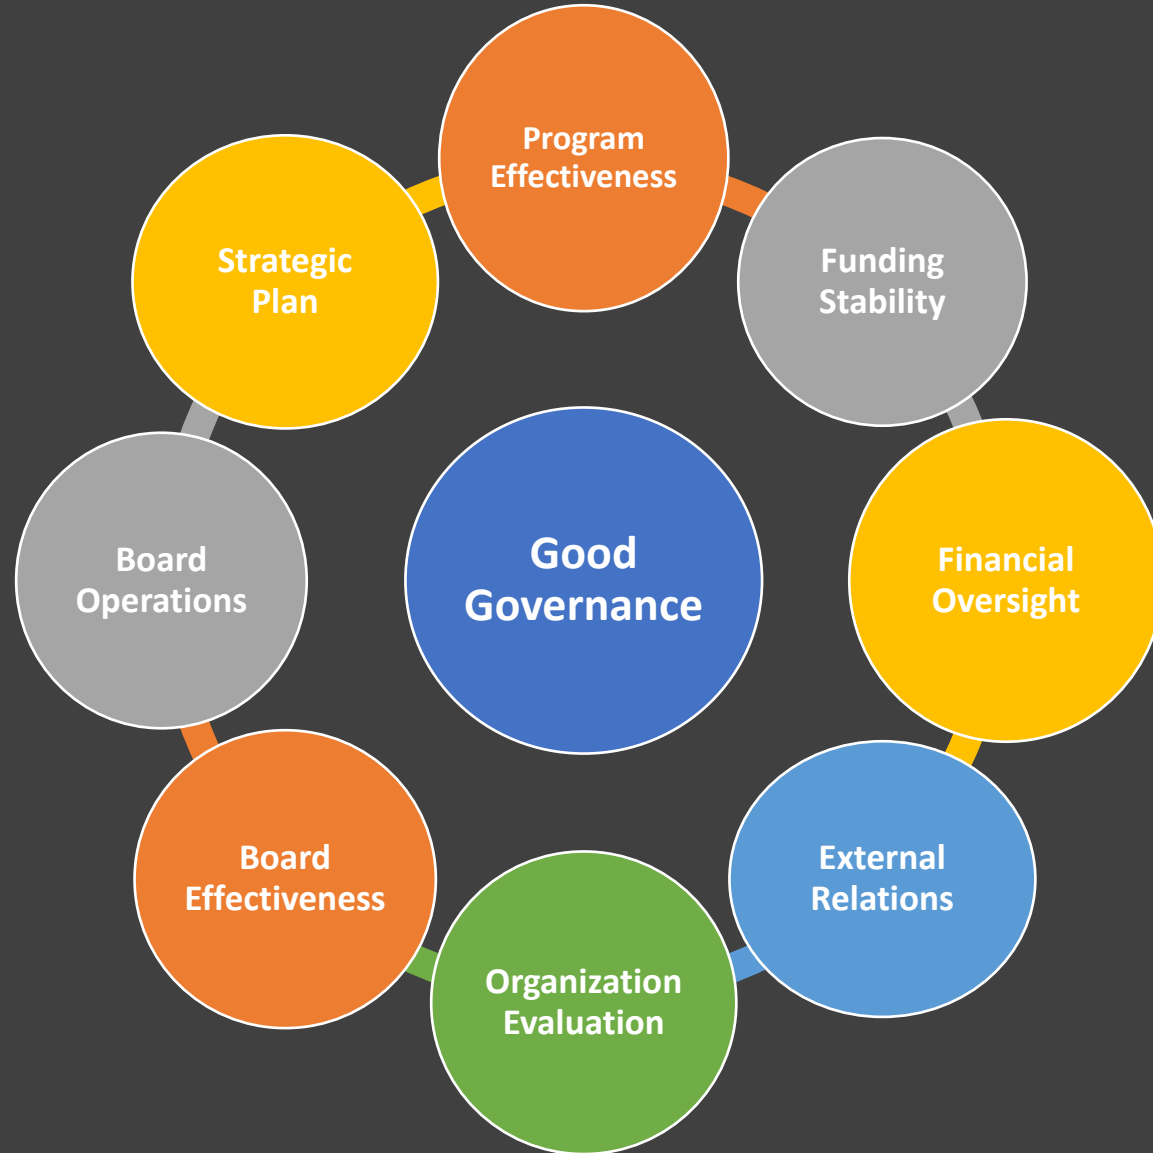 Program
Effectiveness
Strategic
Plan
Funding
Stability
Good
Governance
Board
Operations
Financial
Oversight
Board
Effectiveness
External
Relations
Organization
Evaluation